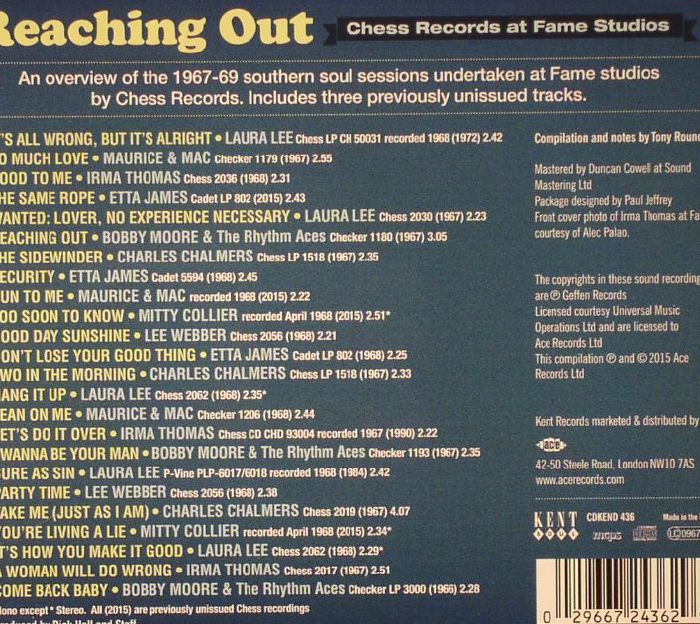 Reaching Out
Chess Records at Fame Studios
An overview of the 1967-69 southern soul sessions undertaken at Fame studios
by Chess Records. Includes three previously unissued tracks.
T'S ALL WRONG, BUT IT'S ALRIGHT • LAURA LEE Chess LP CH 50031 recorded 1968 (1972) 2.42
O MUCH LOVE • MAURICE & MAC Checker 1179 (1967) 2.55
OOD TO ME • IRMA THOMAS Chess 2036 (1968) 2.31
HE SAME ROPE • ETTA JAMES Cadet LP 802 (2015) 2.43
WANTED: LOVER, NO EXPERIENCE NECESSARY • LAURA LEE Chess 2030 (1967) 2.23
EACHING OUT • BOBBY MOORE & The Rhythm Aces Checker 1180 (1967) 3.05
HE SIDEWINDER • CHARLES CHALMERS Chess LP 1518 (1967) 2.35
ECURITY • ETTA JAMES Cadet 5594 (1968) 2.45
UN TO ME • MAURICE & MAC recorded 1968 (2015) 2.22
OO SOON TO KNOW • MITTY COLLIER recorded April 1968 (2015) 2.51*
OOD DAY SUNSHINE • LEE WEBBER Chess 2056 (1968) 2.21
ON'T LOSE YOUR GOOD THING • ETTA JAMES Cadet LP 802 (1968) 2.25
WO IN THE MORNING • CHARLES CHALMERS Chess LP 1518 (1967) 2.33
ANG IT UP • LAURA LEE Chess 2062 (1968) 2.35*
EAN ON ME • MAURICE & MAC Checker 1206 (1968) 2.44
ET'S DO IT OVER • IRMA THOMAS Chess CD CHD 93004 recorded 1967 (1990) 2.22
WANNA BE YOUR MAN • BOBBY MOORE & The Rhythm Aces Chess 1193 (1967) 2.35
SURE AS SIN • LAURA LEE P-Vine PLP-6017/6018 recorded 1968 (1984) 2.42
PARTY TIME • LEE WEBBER Chess 2056 (1968) 2.38
TAKE ME (JUST AS I AM) • CHARLES CHALMERS Chess 2019 (1967) 4.07
YOU'RE LIVING A LIE • MITTY COLLIER recorded April 1968 (2015) 2.34*
IT'S HOW YOU MAKE IT GOOD • LAURA LEE Chess 2062 (1968) 2.29*
A WOMAN WILL DO WRONG • IRMA THOMAS Chess 2017 (1967) 2.51
COME BACK BABY • BOBBY MOORE & The Rhythm Aces Checker LP 3000 (1966) 2.28
Mono except * Stereo. All (2015) are previously unissued Chess recordings
Produced by Rick Hall and Staff
Compilation and notes by Tony Roun
Mastered by Duncan Cowell at Sound
Mastering Ltd
Package designed by Paul Jeffrey
Front cover photo of Irma Thomas at Fa
courtesy of Alec Palao.
The copyrights in these sound recording
are ℗ Geffen Records
Licensed courtesy Universal Music
Operations Ltd and are licensed to
Ace Records Ltd
This compilation ℗ and © 2015 Ace
Records Ltd
Kent Records marketed & distributed by
ace
42-50 Steele Road, London NW10 7AS
www.acerecords.com
KENT SOUL
CDKEND 436
Made in the
mcps
LC0967
0 29667 24362